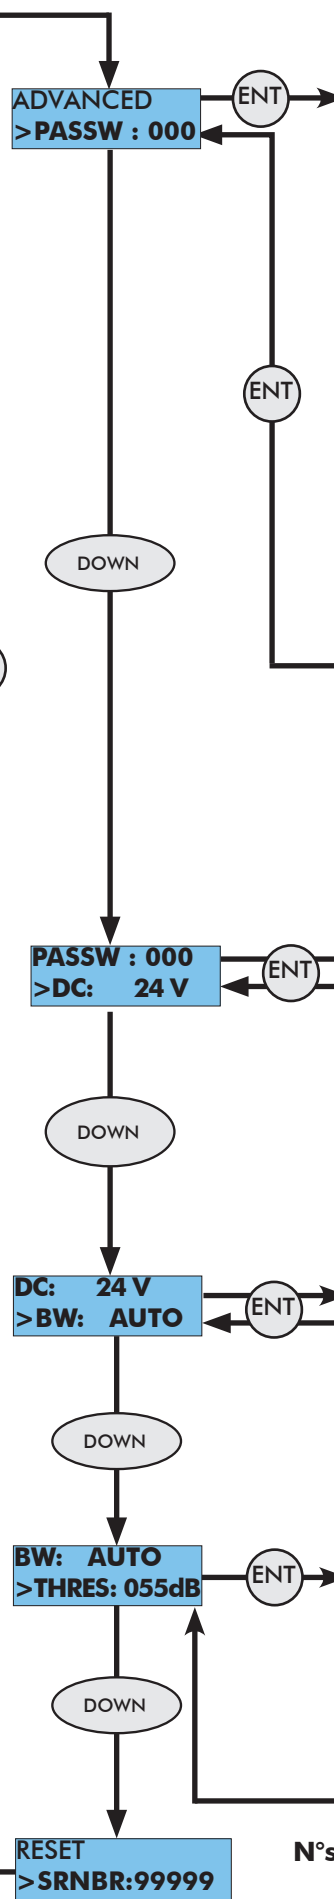 ADVANCED
>PASSW : 000
ENT
ENT
DOWN
PASSW : 000
>DC: 24 V
ENT
DOWN
DC: 24 V
>BW: AUTO
ENT
DOWN
BW: AUTO
>THRES: 055dB
ENT
DOWN
RESET
>SRNBR:99999
N°s